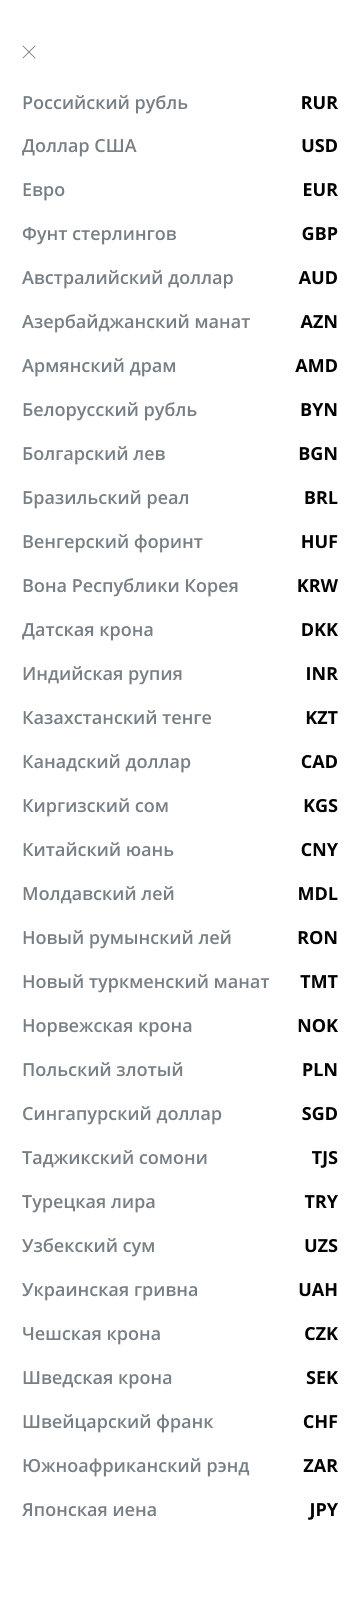 Российский рубль RUR
Доллар США USD
Евро EUR
Фунт стерлингов GBP
Австралийский доллар AUD
Азербайджанский манат AZN
Армянский драм AMD
Белорусский рубль BYN
Болгарский лев BGN
Бразильский реал BRL
Венгерский форинт HUF
Вона Республики Корея KRW
Датская крона DKK
Индийская рупия INR
Казахстанский тенге KZT
Канадский доллар CAD
Киргизский сом KGS
Китайский юань CNY
Молдавский лей MDL
Новый румынский лей RON
Новый туркменский манат TMT
Норвежская крона NOK
Польский злотый PLN
Сингапурский доллар SGD
Таджикский сомони TJS
Турецкая лира TRY
Узбекский сум UZS
Украинская гривна UAH
Чешская крона CZK
Шведская крона SEK
Швейцарский франк CHF
Южноафриканский рэнд ZAR
Японская иена JPY